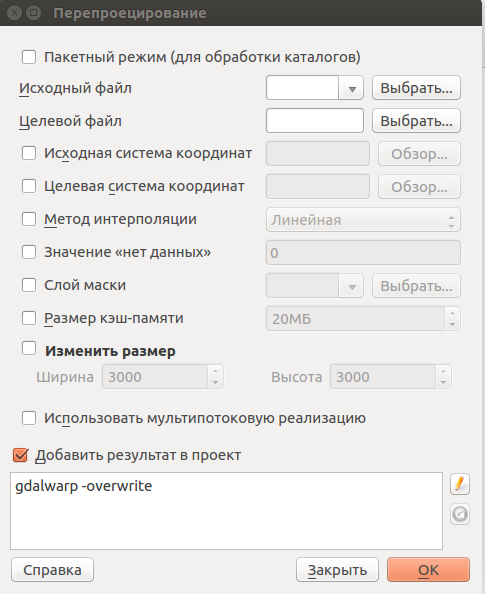 Перепроецирование
Пакетный режим (для обработки каталогов)
Исходный файл Выбрать...
Целевой файл Выбрать...
Исходная система координат Обзор...
Целевая система координат Обзор...
Метод интерполяции Линейная
Значение «нет данных» 0
Слой маски Выбрать...
Размер кэш-памяти 20МБ
Изменить размер
Ширина 3000 Высота 3000
Использовать мультипотоковую реализацию
Добавить результат в проект
gdalwarp -overwrite
Справка Закрыть OK